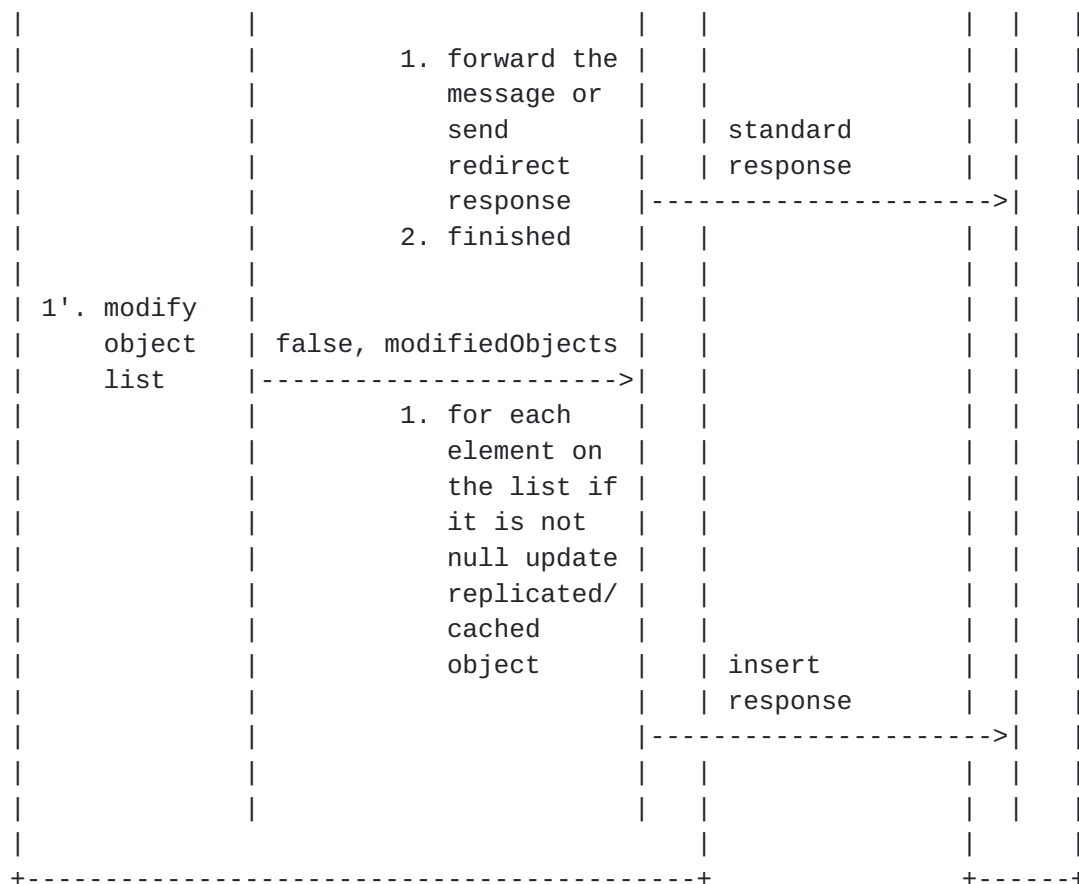 1. forward the
message or
send standard
redirect response
response
2. finished
1'. modify
object false, modifiedObjects
list
1. for each
element on
the list if
it is not
null update
replicated/
cached
object insert
response